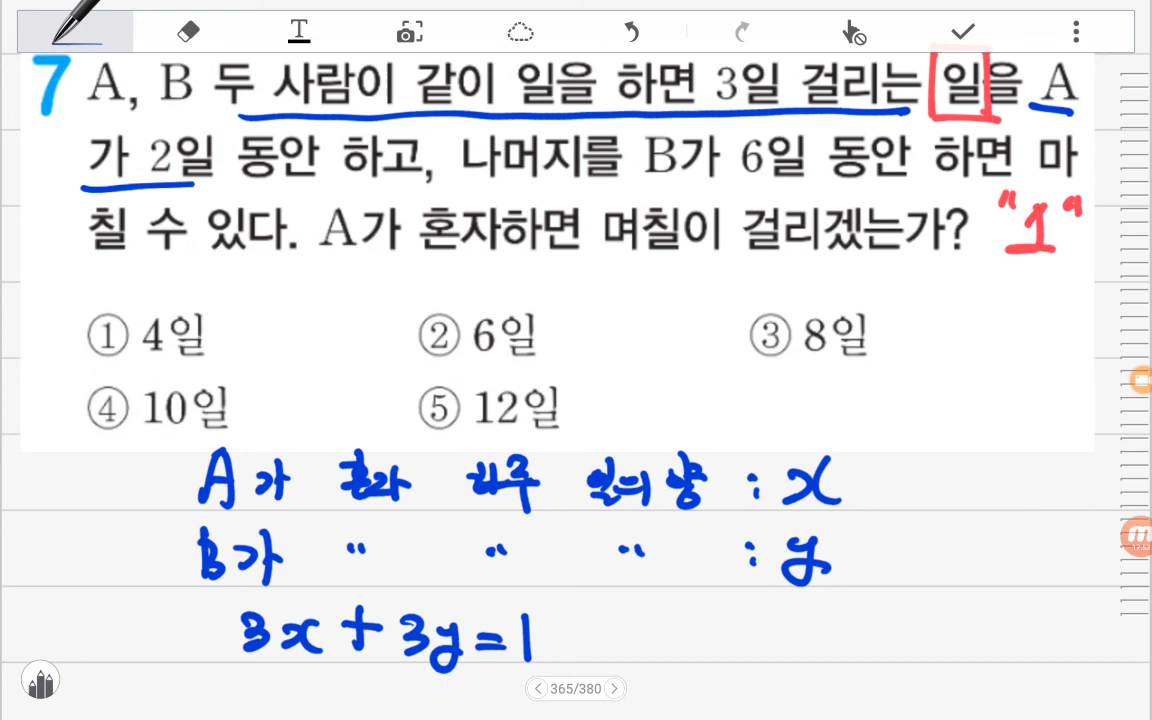 T
7 A, B 두 사람이 같이 일을 하면 3일 걸리는 일을 A
가 2일 동안 하고, 나머지를 B가 6일 동안 하면 마
칠 수 있다. A가 혼자하면 며칠이 걸리겠는가? "1"
① 4일 ② 6일 ③ 8일
④ 10일 ⑤ 12일
A가 혼자 하루 일의 양 : x
B가 〃 〃 〃 : y
3x + 3y = 1
365/380